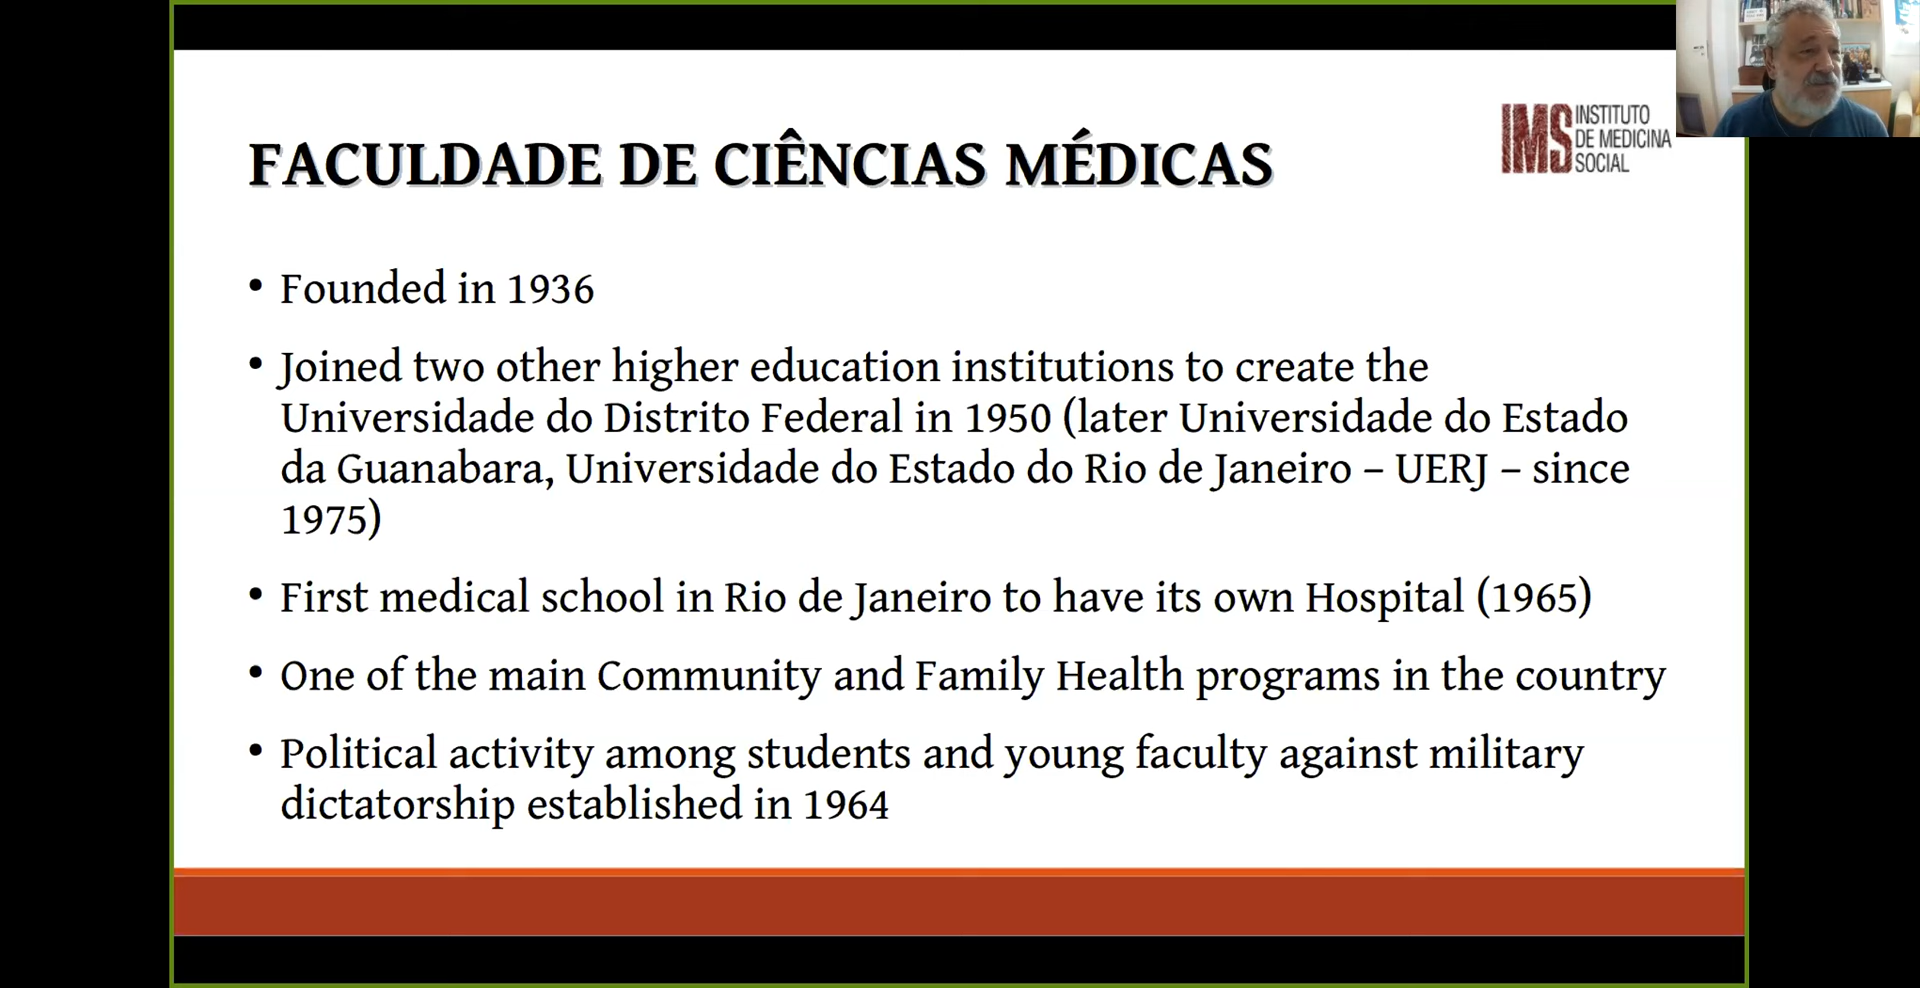 FACULDADE DE CIÊNCIAS MÉDICAS
IMS INSTITUTO
DE MEDICINA
SOCIAL
• Founded in 1936
• Joined two other higher education institutions to create the
Universidade do Distrito Federal in 1950 (later Universidade do Estado
da Guanabara, Universidade do Estado do Rio de Janeiro – UERJ – since
1975)
• First medical school in Rio de Janeiro to have its own Hospital (1965)
• One of the main Community and Family Health programs in the country
• Political activity among students and young faculty against military
dictatorship established in 1964